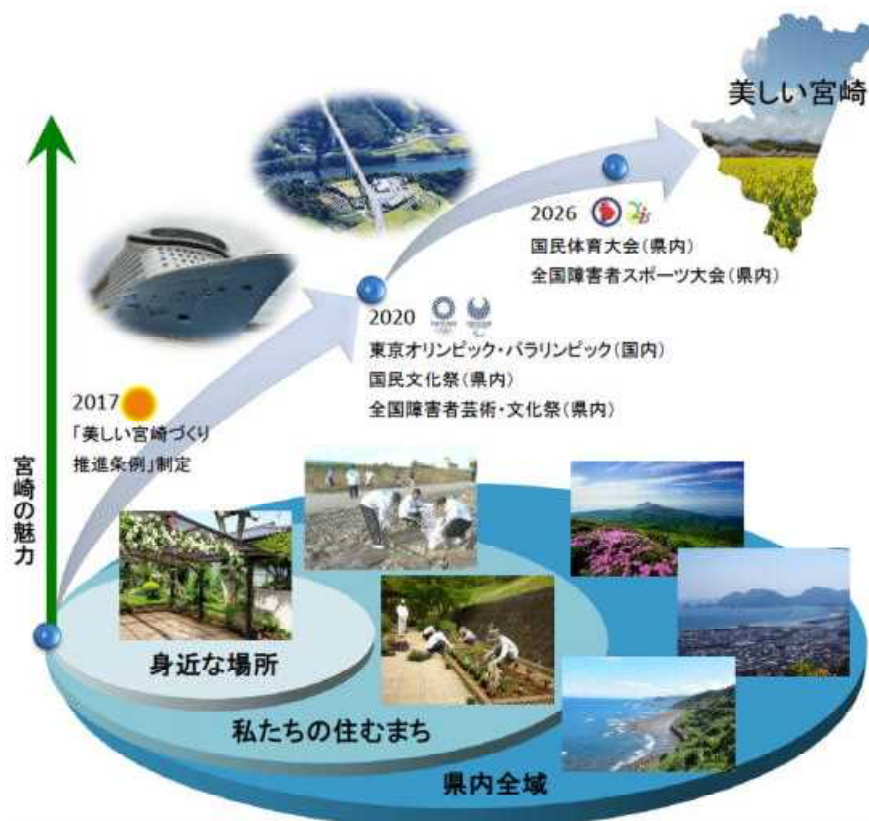 美しい宮崎
2026
国民体育大会(県内)
全国障害者スポーツ大会(県内)
2020
東京オリンピック・パラリンピック(国内)
国民文化祭(県内)
全国障害者芸術・文化祭(県内)
2017
「美しい宮崎づくり
推進条例」制定
宮崎の魅力
身近な場所
私たちの住むまち
県内全域